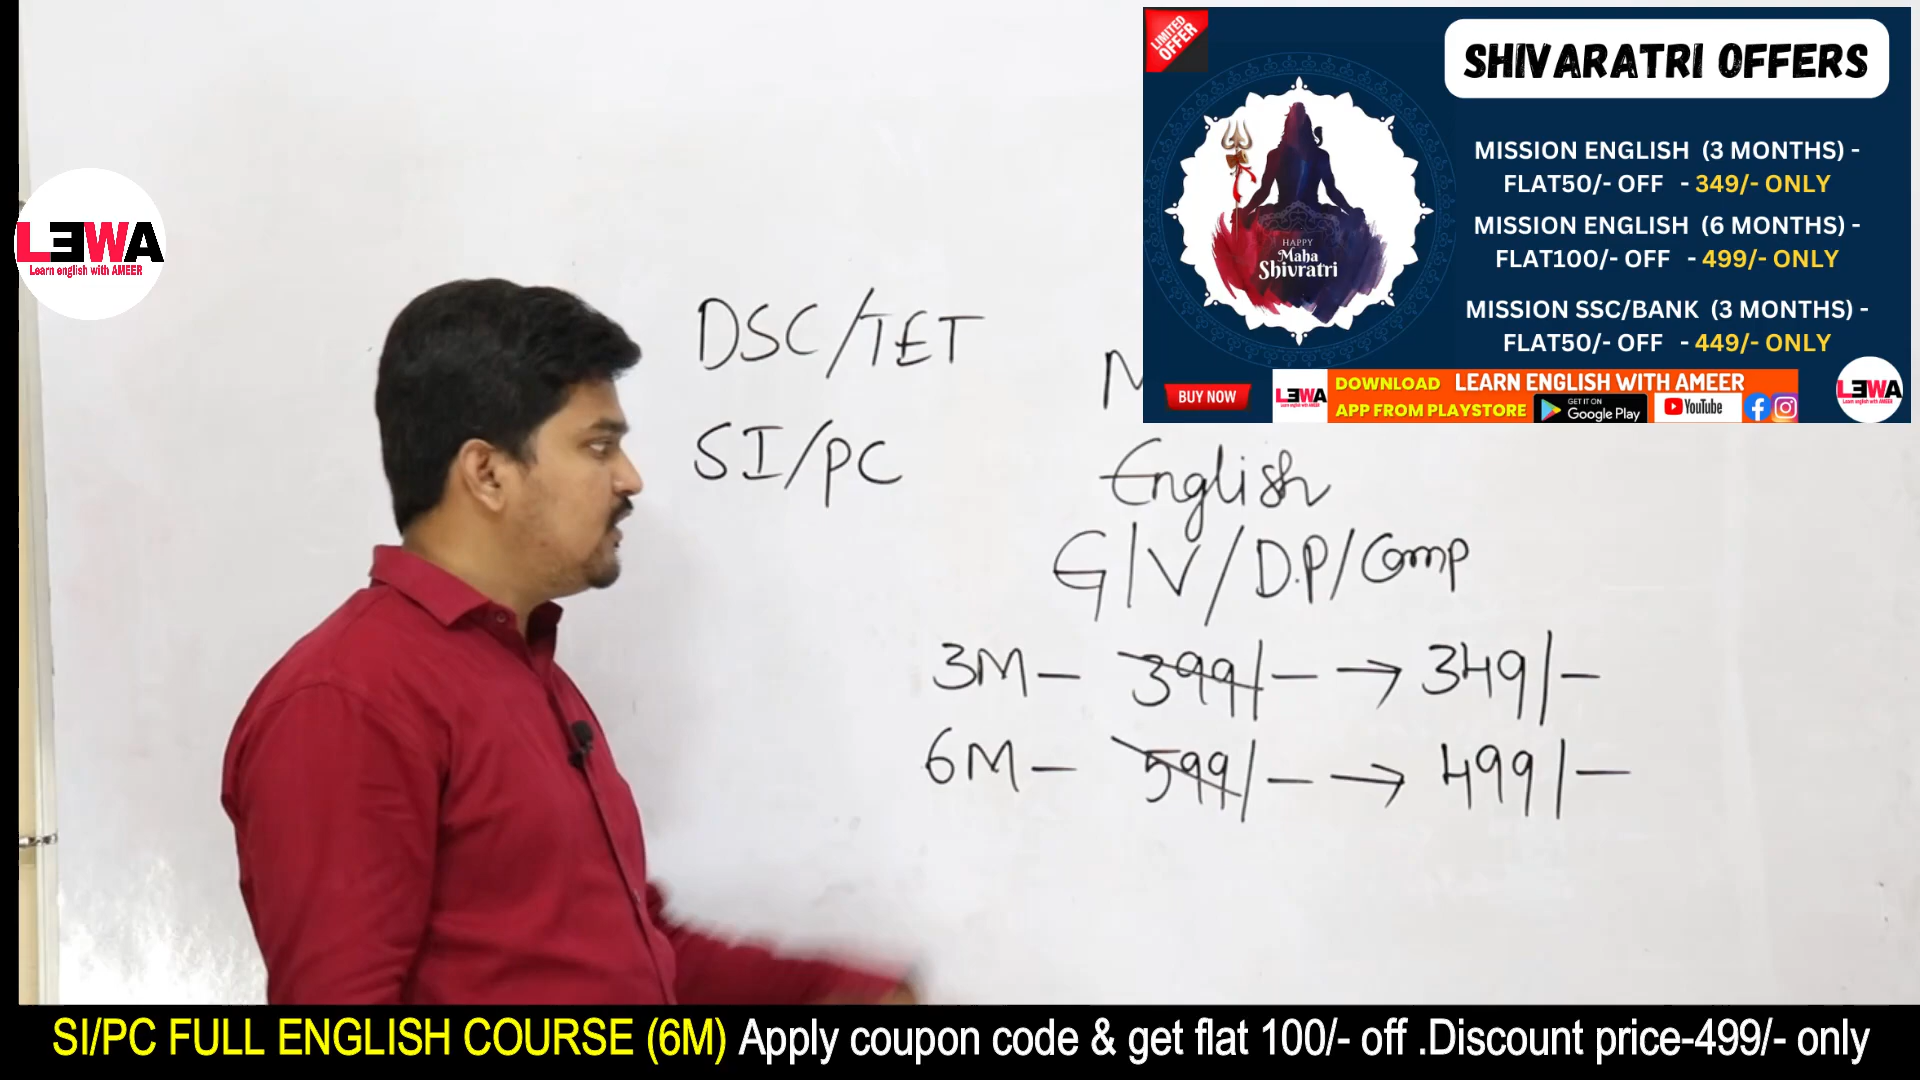 LIMITED
OFFER
SHIVARATRI OFFERS
MISSION ENGLISH (3 MONTHS) -
FLAT50/- OFF - 349/- ONLY
MISSION ENGLISH (6 MONTHS) -
FLAT100/- OFF - 499/- ONLY
MISSION SSC/BANK (3 MONTHS) -
FLAT50/- OFF - 449/- ONLY
HAPPY
Maha
Shivratri
BUY NOW
LƎWA
DOWNLOAD LEARN ENGLISH WITH AMEER
APP FROM PLAYSTORE GET IT ON Google Play YouTube
LƎWA
LƎWA
Learn english with AMEER
DSC/TET
SI/PC
English
G/V/D.P/Comp
3M- 399/- → 349/-
6M- 599/- → 499/-
SI/PC FULL ENGLISH COURSE (6M) Apply coupon code & get flat 100/- off .Discount price-499/- only